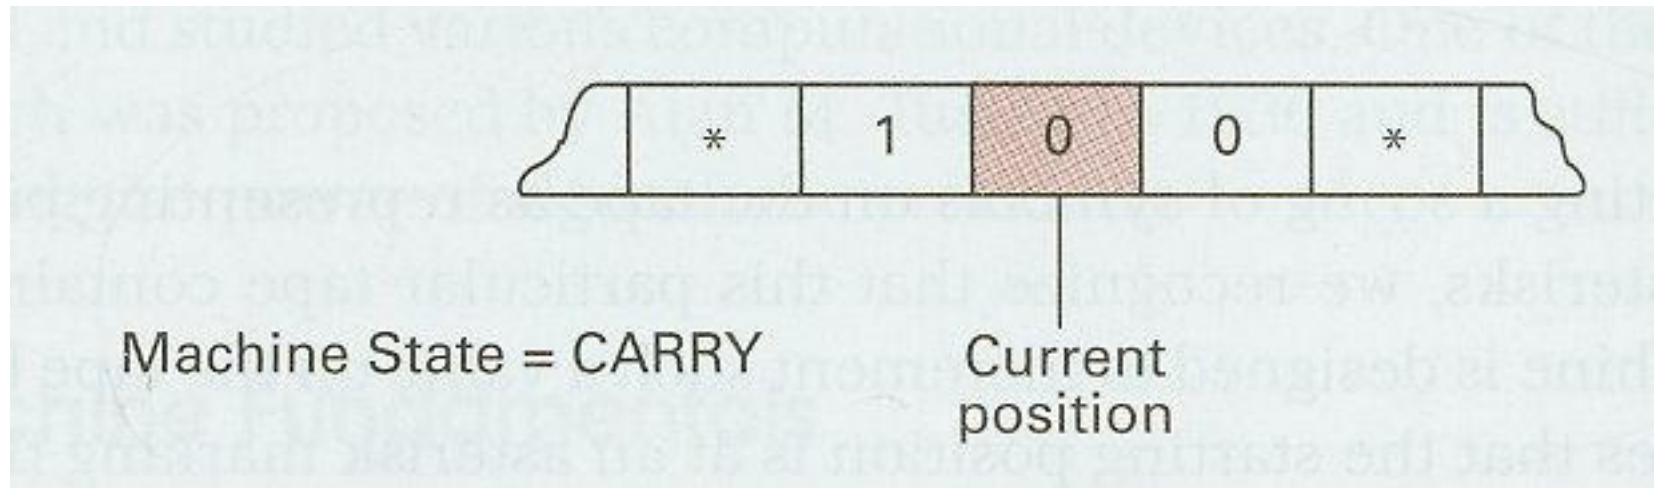 * 1 0 0 *
Machine State = CARRY
Current
position